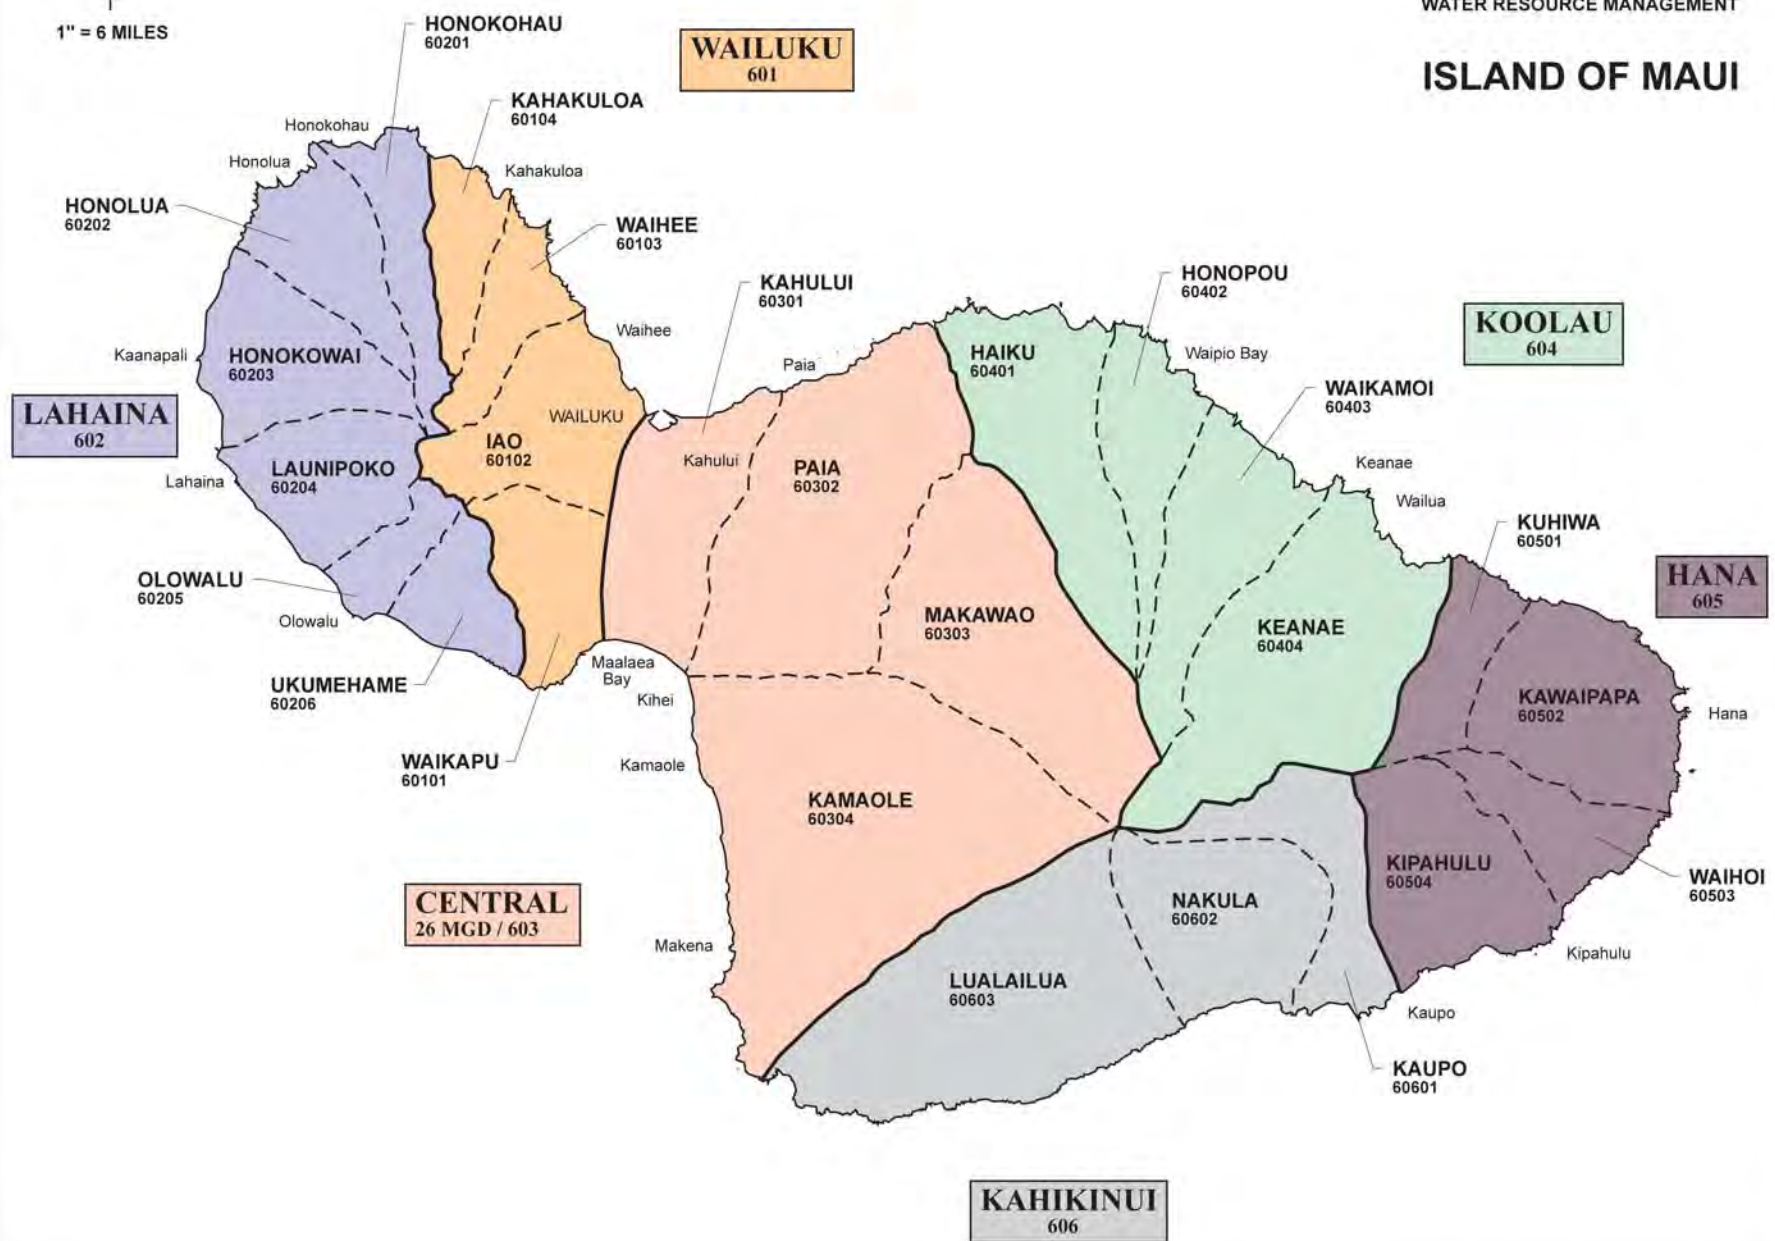 WATER RESOURCE MANAGEMENT
1" = 6 MILES
ISLAND OF MAUI
HONOKOHAU
60201
WAILUKU
601
KAHAKULOA
60104
Honokohau
Honolua
Kahakuloa
HONOLUA
60202
WAIHEE
60103
KAHULUI
60301
HONOPOU
60402
KOOLAU
604
Waihee
Kaanapali
HONOKOWAI
60203
Paia
HAIKU
60401
Waipio Bay
WAIKAMOI
60403
LAHAINA
602
WAILUKU
IAO
60102
Kahului
PAIA
60302
Keanae
Wailua
LAUNIPOKO
60204
Lahaina
KUHIWA
60501
HANA
605
OLOWALU
60205
Olowalu
MAKAWAO
60303
KEANAE
60404
Maalaea
Bay
Kihei
UKUMEHAME
60206
KAWAIPAPA
60502
Hana
WAIKAPU
60101
Kamaole
KAMAOLE
60304
KIPAHULU
60504
WAIHOI
60503
CENTRAL
26 MGD / 603
NAKULA
60602
Makena
Kipahulu
LUALAILUA
60603
Kaupo
KAUPO
60601
KAHIKINUI
606